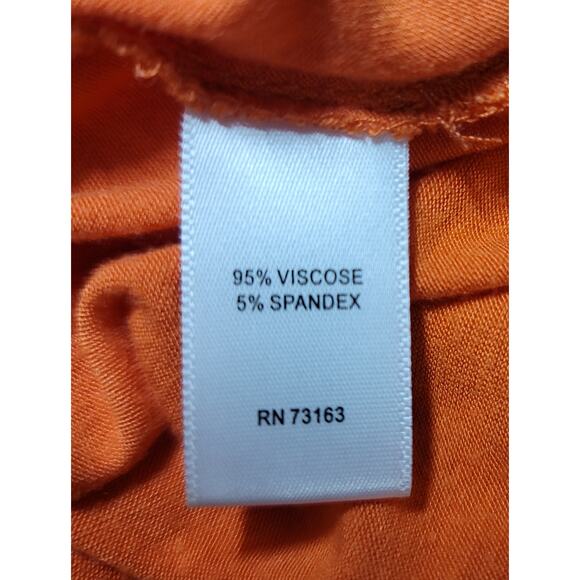 95% VISCOSE
5% SPANDEX
RN 73163